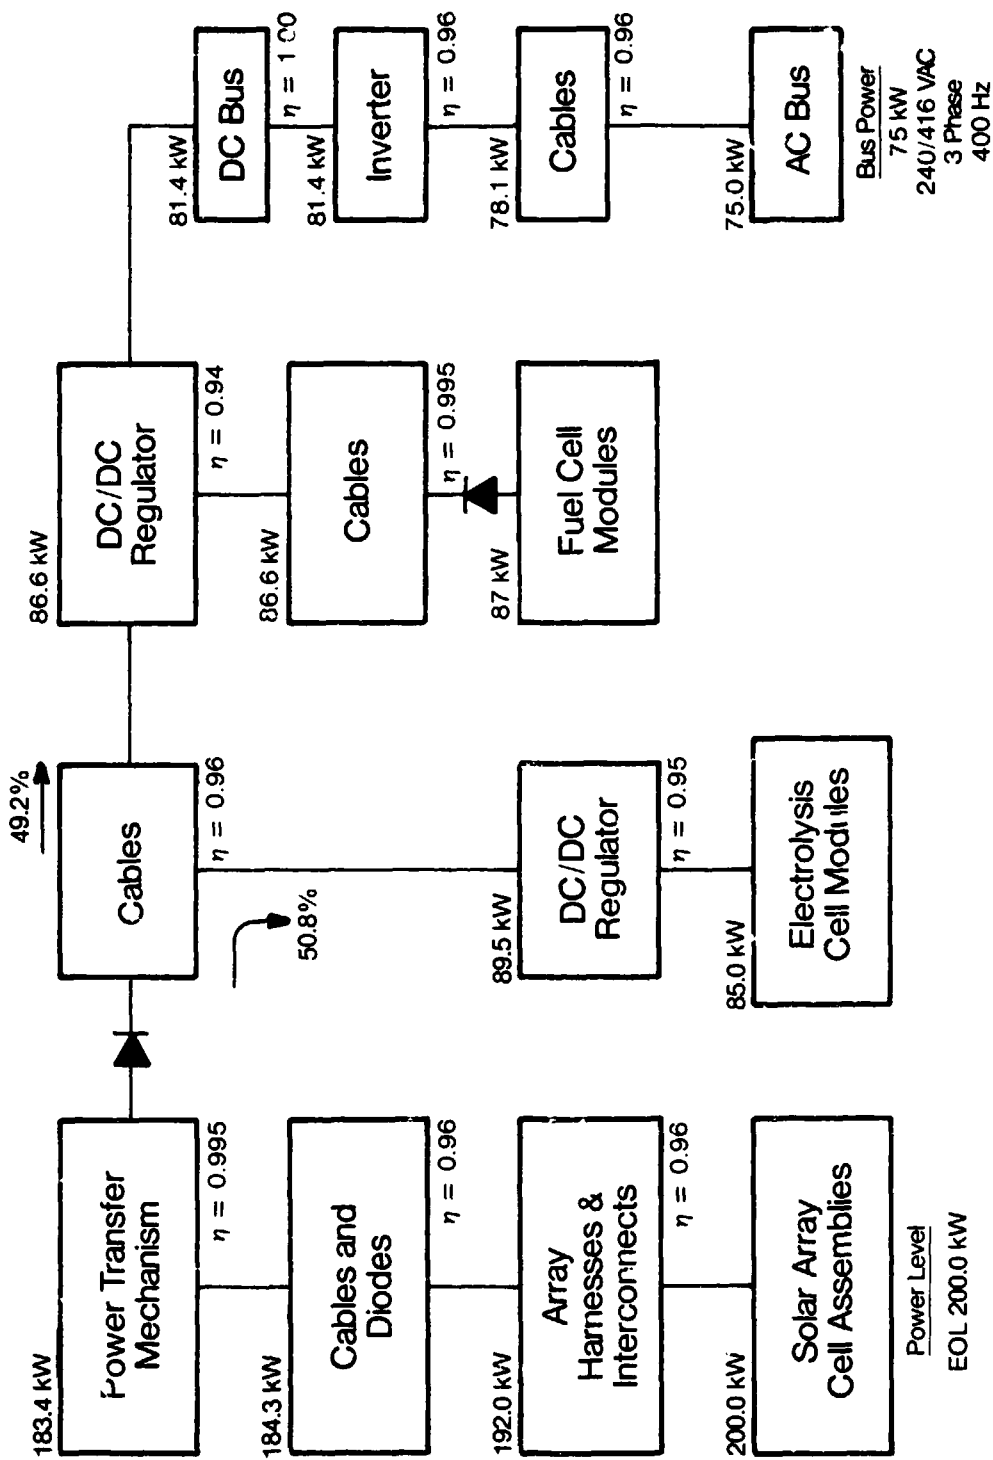 183.4 kW
Power Transfer
Mechanism
η = 0.995
184.3 kW
Cables and
Diodes
η = 0.96
192.0 kW
Array
Harnesses &
Interconnects
η = 0.96
200.0 kW
Solar Array
Cell Assemblies
Power Level
EOL 200.0 kW
49.2%
Cables
η = 0.96
50.8%
89.5 kW
DC/DC
Regulator
η = 0.95
85.0 kW
Electrolysis
Cell Modules
86.6 kW
DC/DC
Regulator
η = 0.94
86.6 kW
Cables
η = 0.995
87 kW
Fuel Cell
Modules
81.4 kW
DC Bus
η = 1.00
81.4 kW
Inverter
η = 0.96
78.1 kW
Cables
η = 0.96
75.0 kW
AC Bus
Bus Power
75 kW
240/416 VAC
3 Phase
400 Hz